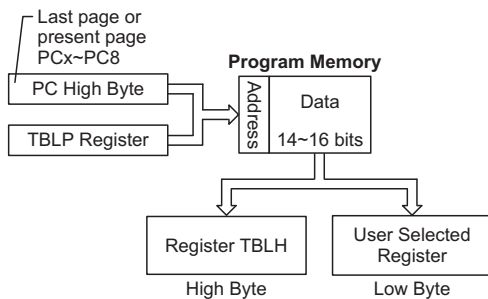 Last page or
present page
PCx~PC8
Program Memory
PC High Byte
TBLP Register
Address
Data
14~16 bits
Register TBLH
User Selected
Register
High Byte
Low Byte